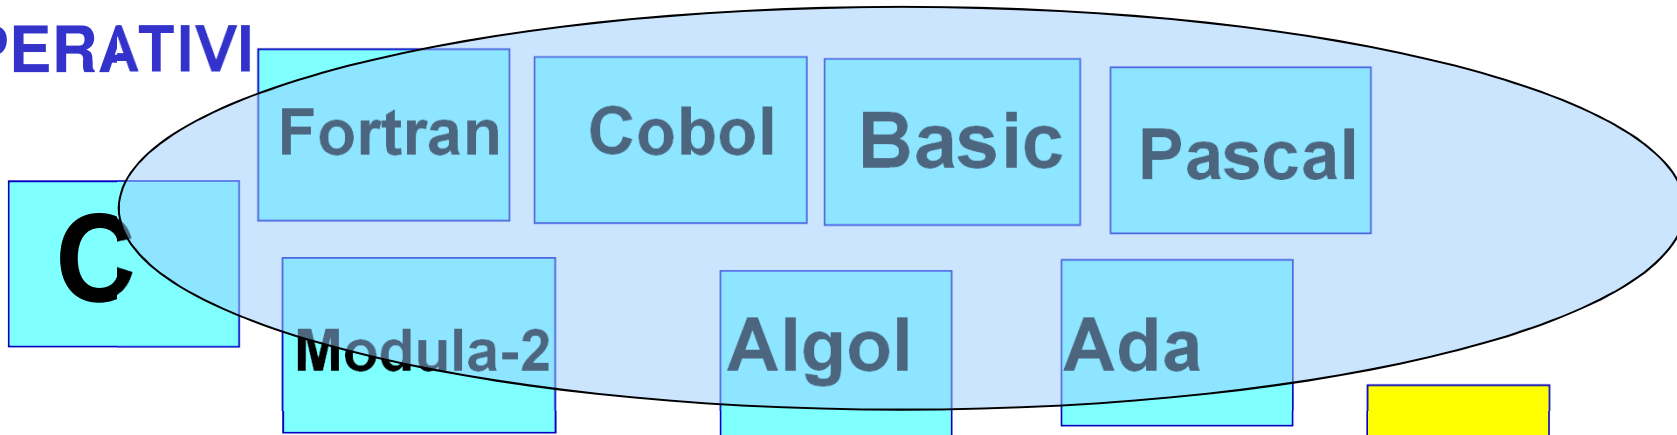 PERATIVI
Fortran
Cobol
Basic
Pascal
C
Modula-2
Algol
Ada